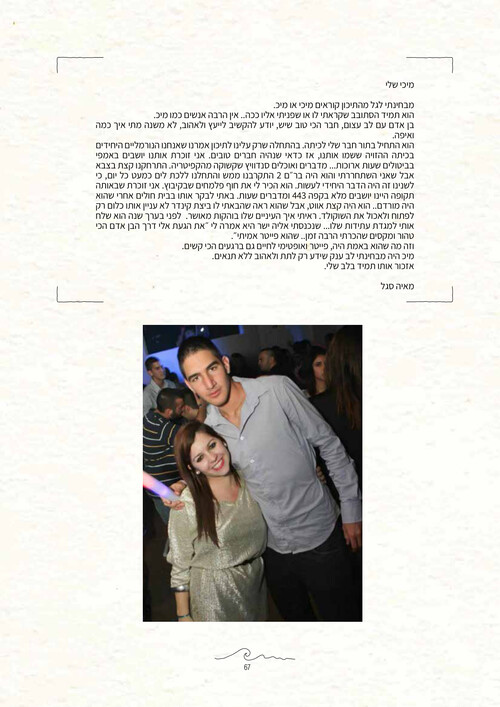 מיכי שלי
מבחינתי לגל מהתיכון קוראים מיכי או מיכ.
הוא תמיד הסתובב שקראתי לו או שפניתי אליו ככה.. אין הרבה אנשים כמו מיכ.
בן אדם עם לב עצום, חבר הכי טוב שיש, יודע להקשיב לייעץ ולאהוב, לא משנה מתי איך כמה
ואיפה.
הוא התחיל בתור חבר שלי לכיתה. בהתחלה שרק עלינו לתיכון אמרנו שאנחנו הנורמליים היחידים
בכיתה ההזויה ששמו אותנו, אז כדאי שנהיה חברים טובים. אני זוכרת אותנו יושבים באמפי
בביטולים שעות ארוכות... מדברים ואוכלים סנדוויץ שקשוקה מהקפיטריה. התרחקנו קצת בצבא
אבל שאני השתחררתי והוא היה בר״ם 2 התקרבנו ממש והתחלנו ללכת לים כמעט כל יום, כי
לשנינו זה היה הדבר היחידי לעשות. הוא הכיר לי את חוף פלמחים שבקיבוץ. אני זוכרת שבאותה
תקופה היינו יושבים מלא בקפה 443 ומדברים שעות. באתי לבקר אותו בבית חולים אחרי שהוא
היה מורדם.. הוא היה קצת אווט, אבל שהוא ראה שהבאתי לו ביצת קינדר לא עניין אותו כלום רק
לפתוח ולאכול את השוקולד. ראיתי איך העיניים שלו בוהקות מאושר.  לפני בערך שנה הוא שלח
אותי למגדת עתידות שלו... שנכנסתי אליה ישר היא אמרה לי ״את הגעת אלי דרך הבן אדם הכי
טהור ומקסים שהכרתי הרבה זמן.. שהוא פייטר אמיתי״.
וזה מה שהוא באמת היה, פייטר ואופטימי לחיים גם ברגעים הכי קשים.
מיכ היה מבחינתי לב ענק שידע רק לתת ולאהוב ללא תנאים.
אזכור אותו תמיד בלב שלי.
מאיה סגל
67